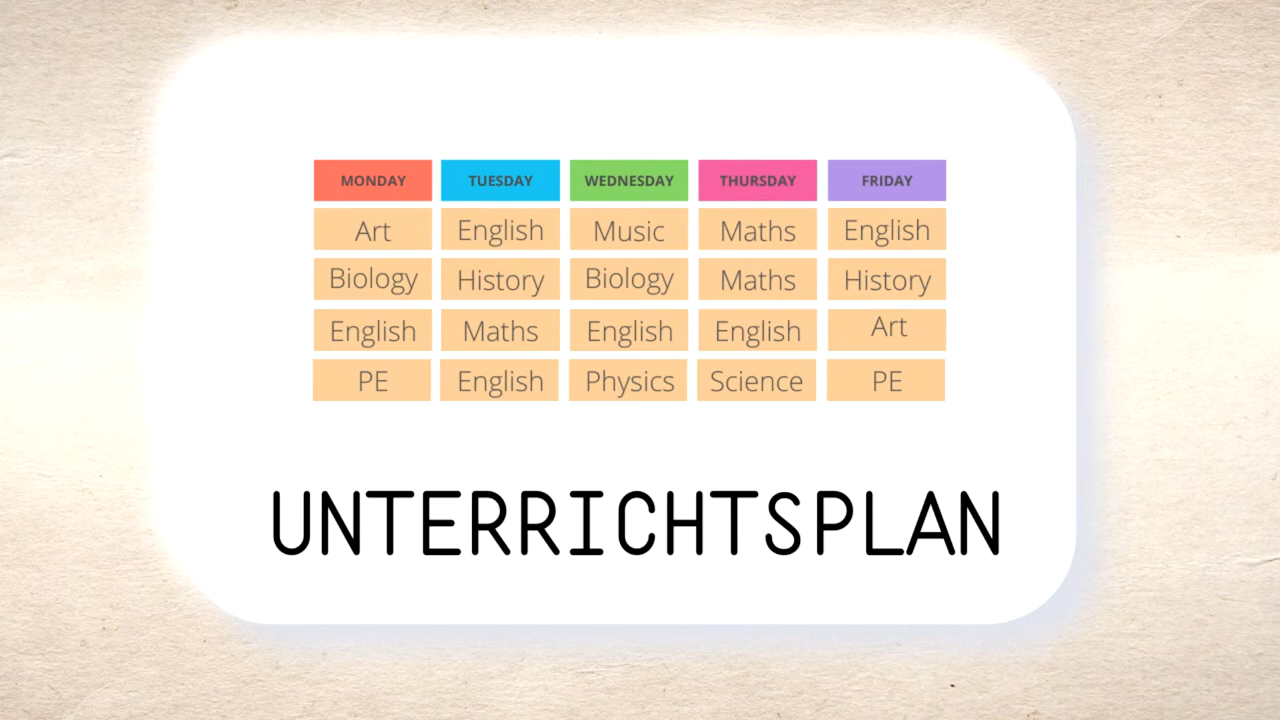 MONDAY TUESDAY WEDNESDAY THURSDAY FRIDAY
Art English Music Maths English
Biology History Biology Maths History
English Maths English English Art
PE English Physics Science PE
UNTERRICHTSPLAN